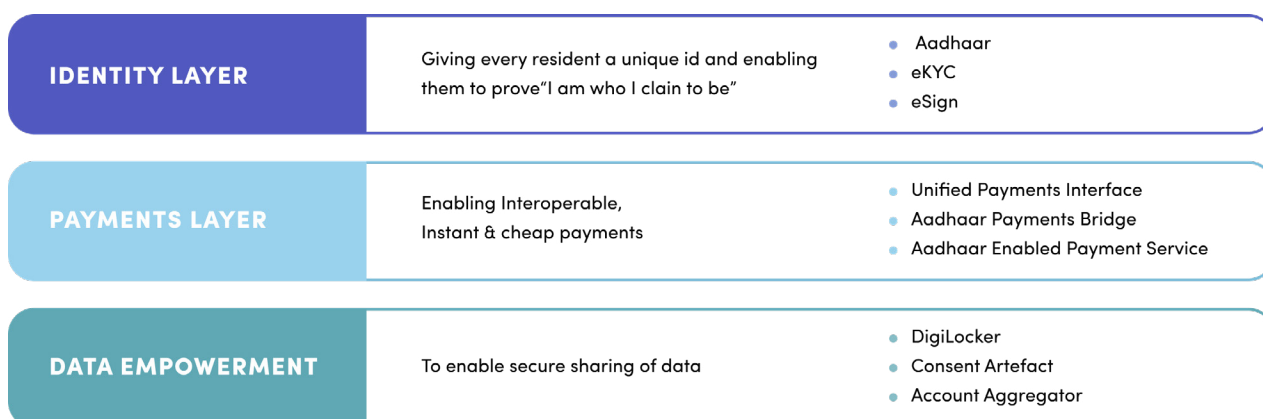 IDENTITY LAYER
Giving every resident a unique id and enabling
them to prove“I am who I clain to be”
Aadhaar
eKYC
eSign
PAYMENTS LAYER
Enabling Interoperable,
Instant & cheap payments
Unified Payments Interface
Aadhaar Payments Bridge
Aadhaar Enabled Payment Service
DATA EMPOWERMENT
To enable secure sharing of data
DigiLocker
Consent Artefact
Account Aggregator